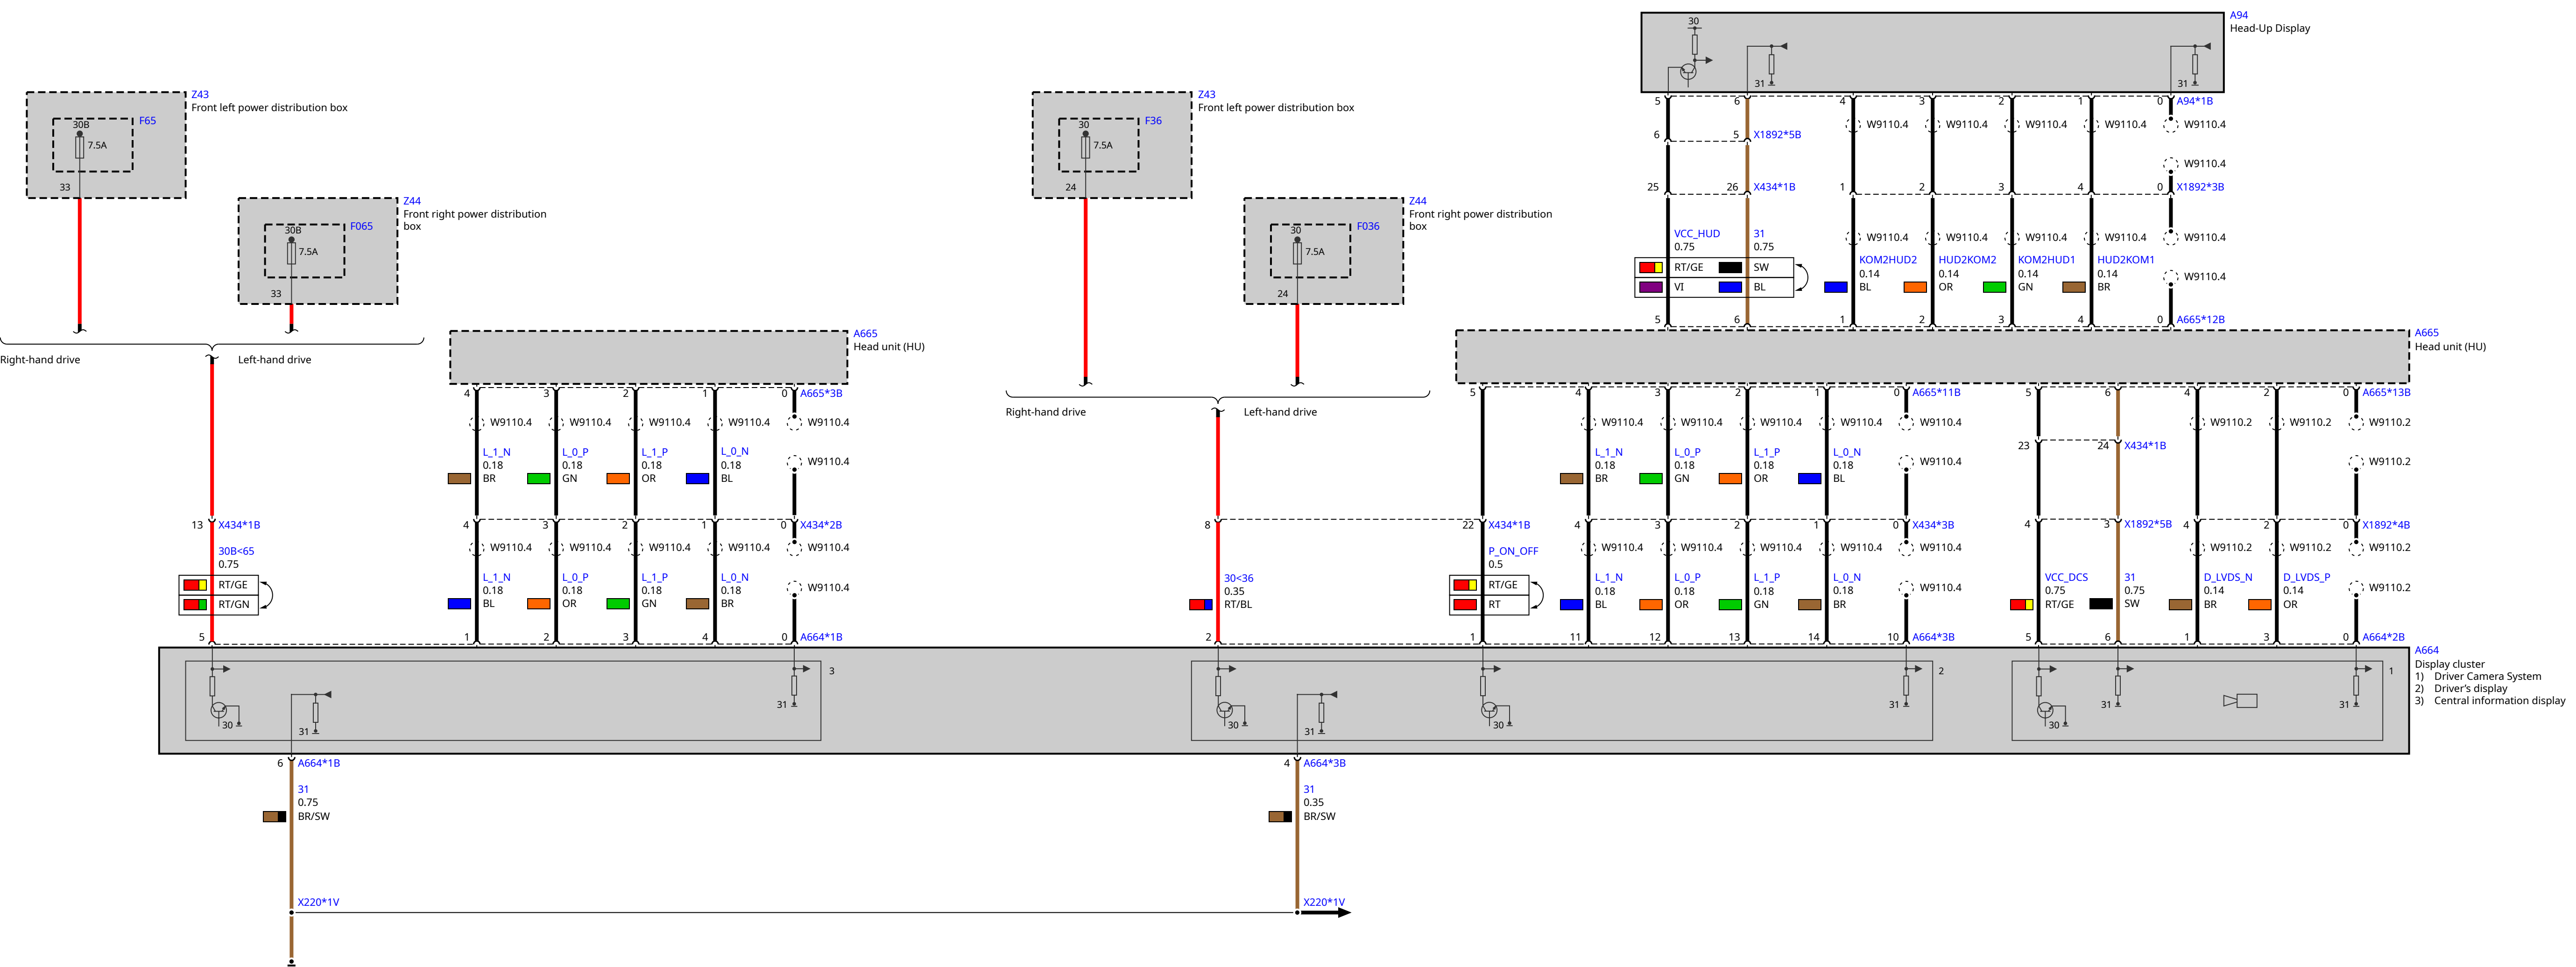 A94
Head-Up Display
30
31
31
5 6 4 3 2 1 0 A94*1B
W9110.4 W9110.4 W9110.4 W9110.4 W9110.4
6 5 X1892*5B
W9110.4
25 26 X434*1B 1 2 3 4 0 X1892*3B
VCC_HUD
0.75
31
0.75
RT/GE SW
VI BL
W9110.4 W9110.4 W9110.4 W9110.4 W9110.4
KOM2HUD2
0.14
BL
HUD2KOM2
0.14
OR
KOM2HUD1
0.14
GN
HUD2KOM1
0.14
BR
W9110.4
5 6 1 2 3 4 0 A665*12B
Z43
Front left power distribution box
F65
30B
7.5A
33
Z44
Front right power distribution
box
F065
30B
7.5A
33
Right-hand drive Left-hand drive
Z43
Front left power distribution box
F36
30
7.5A
24
Z44
Front right power distribution
box
F036
30
7.5A
24
Right-hand drive Left-hand drive
A665
Head unit (HU)
4 3 2 1 0 A665*3B
W9110.4 W9110.4 W9110.4 W9110.4 W9110.4
L_1_N
0.18
BR
L_0_P
0.18
GN
L_1_P
0.18
OR
L_0_N
0.18
BL
W9110.4
13 X434*1B
4 3 2 1 0 X434*2B
W9110.4 W9110.4 W9110.4 W9110.4 W9110.4
30B<65
0.75
RT/GE
RT/GN
L_1_N
0.18
BL
L_0_P
0.18
OR
L_1_P
0.18
GN
L_0_N
0.18
BR
W9110.4
5 1 2 3 4 0 A664*1B
A665
Head unit (HU)
5 4 3 2 1 0 A665*11B
W9110.4 W9110.4 W9110.4 W9110.4 W9110.4
L_1_N
0.18
BR
L_0_P
0.18
GN
L_1_P
0.18
OR
L_0_N
0.18
BL
W9110.4
8 22 X434*1B
4 3 2 1 0 X434*3B
W9110.4 W9110.4 W9110.4 W9110.4 W9110.4
30<36
0.35
RT/BL
P_ON_OFF
0.5
RT/GE
RT
L_1_N
0.18
BL
L_0_P
0.18
OR
L_1_P
0.18
GN
L_0_N
0.18
BR
W9110.4
2 1 11 12 13 14 10 A664*3B
5 6 4 2 0 A665*13B
W9110.2 W9110.2 W9110.2
23 24 X434*1B
W9110.2
4 3 X1892*5B 4 2 0 X1892*4B
W9110.2 W9110.2 W9110.2
VCC_DCS
0.75
RT/GE
31
0.75
SW
D_LVDS_N
0.14
BR
D_LVDS_P
0.14
OR
W9110.2
5 6 1 3 0 A664*2B
A664
Display cluster
1) Driver Camera System
2) Driver's display
3) Central information display
3
30
31
31
2
30
31
30
31
1
30
31
31
6 A664*1B
31
0.75
BR/SW
X220*1V
4 A664*3B
31
0.35
BR/SW
X220*1V